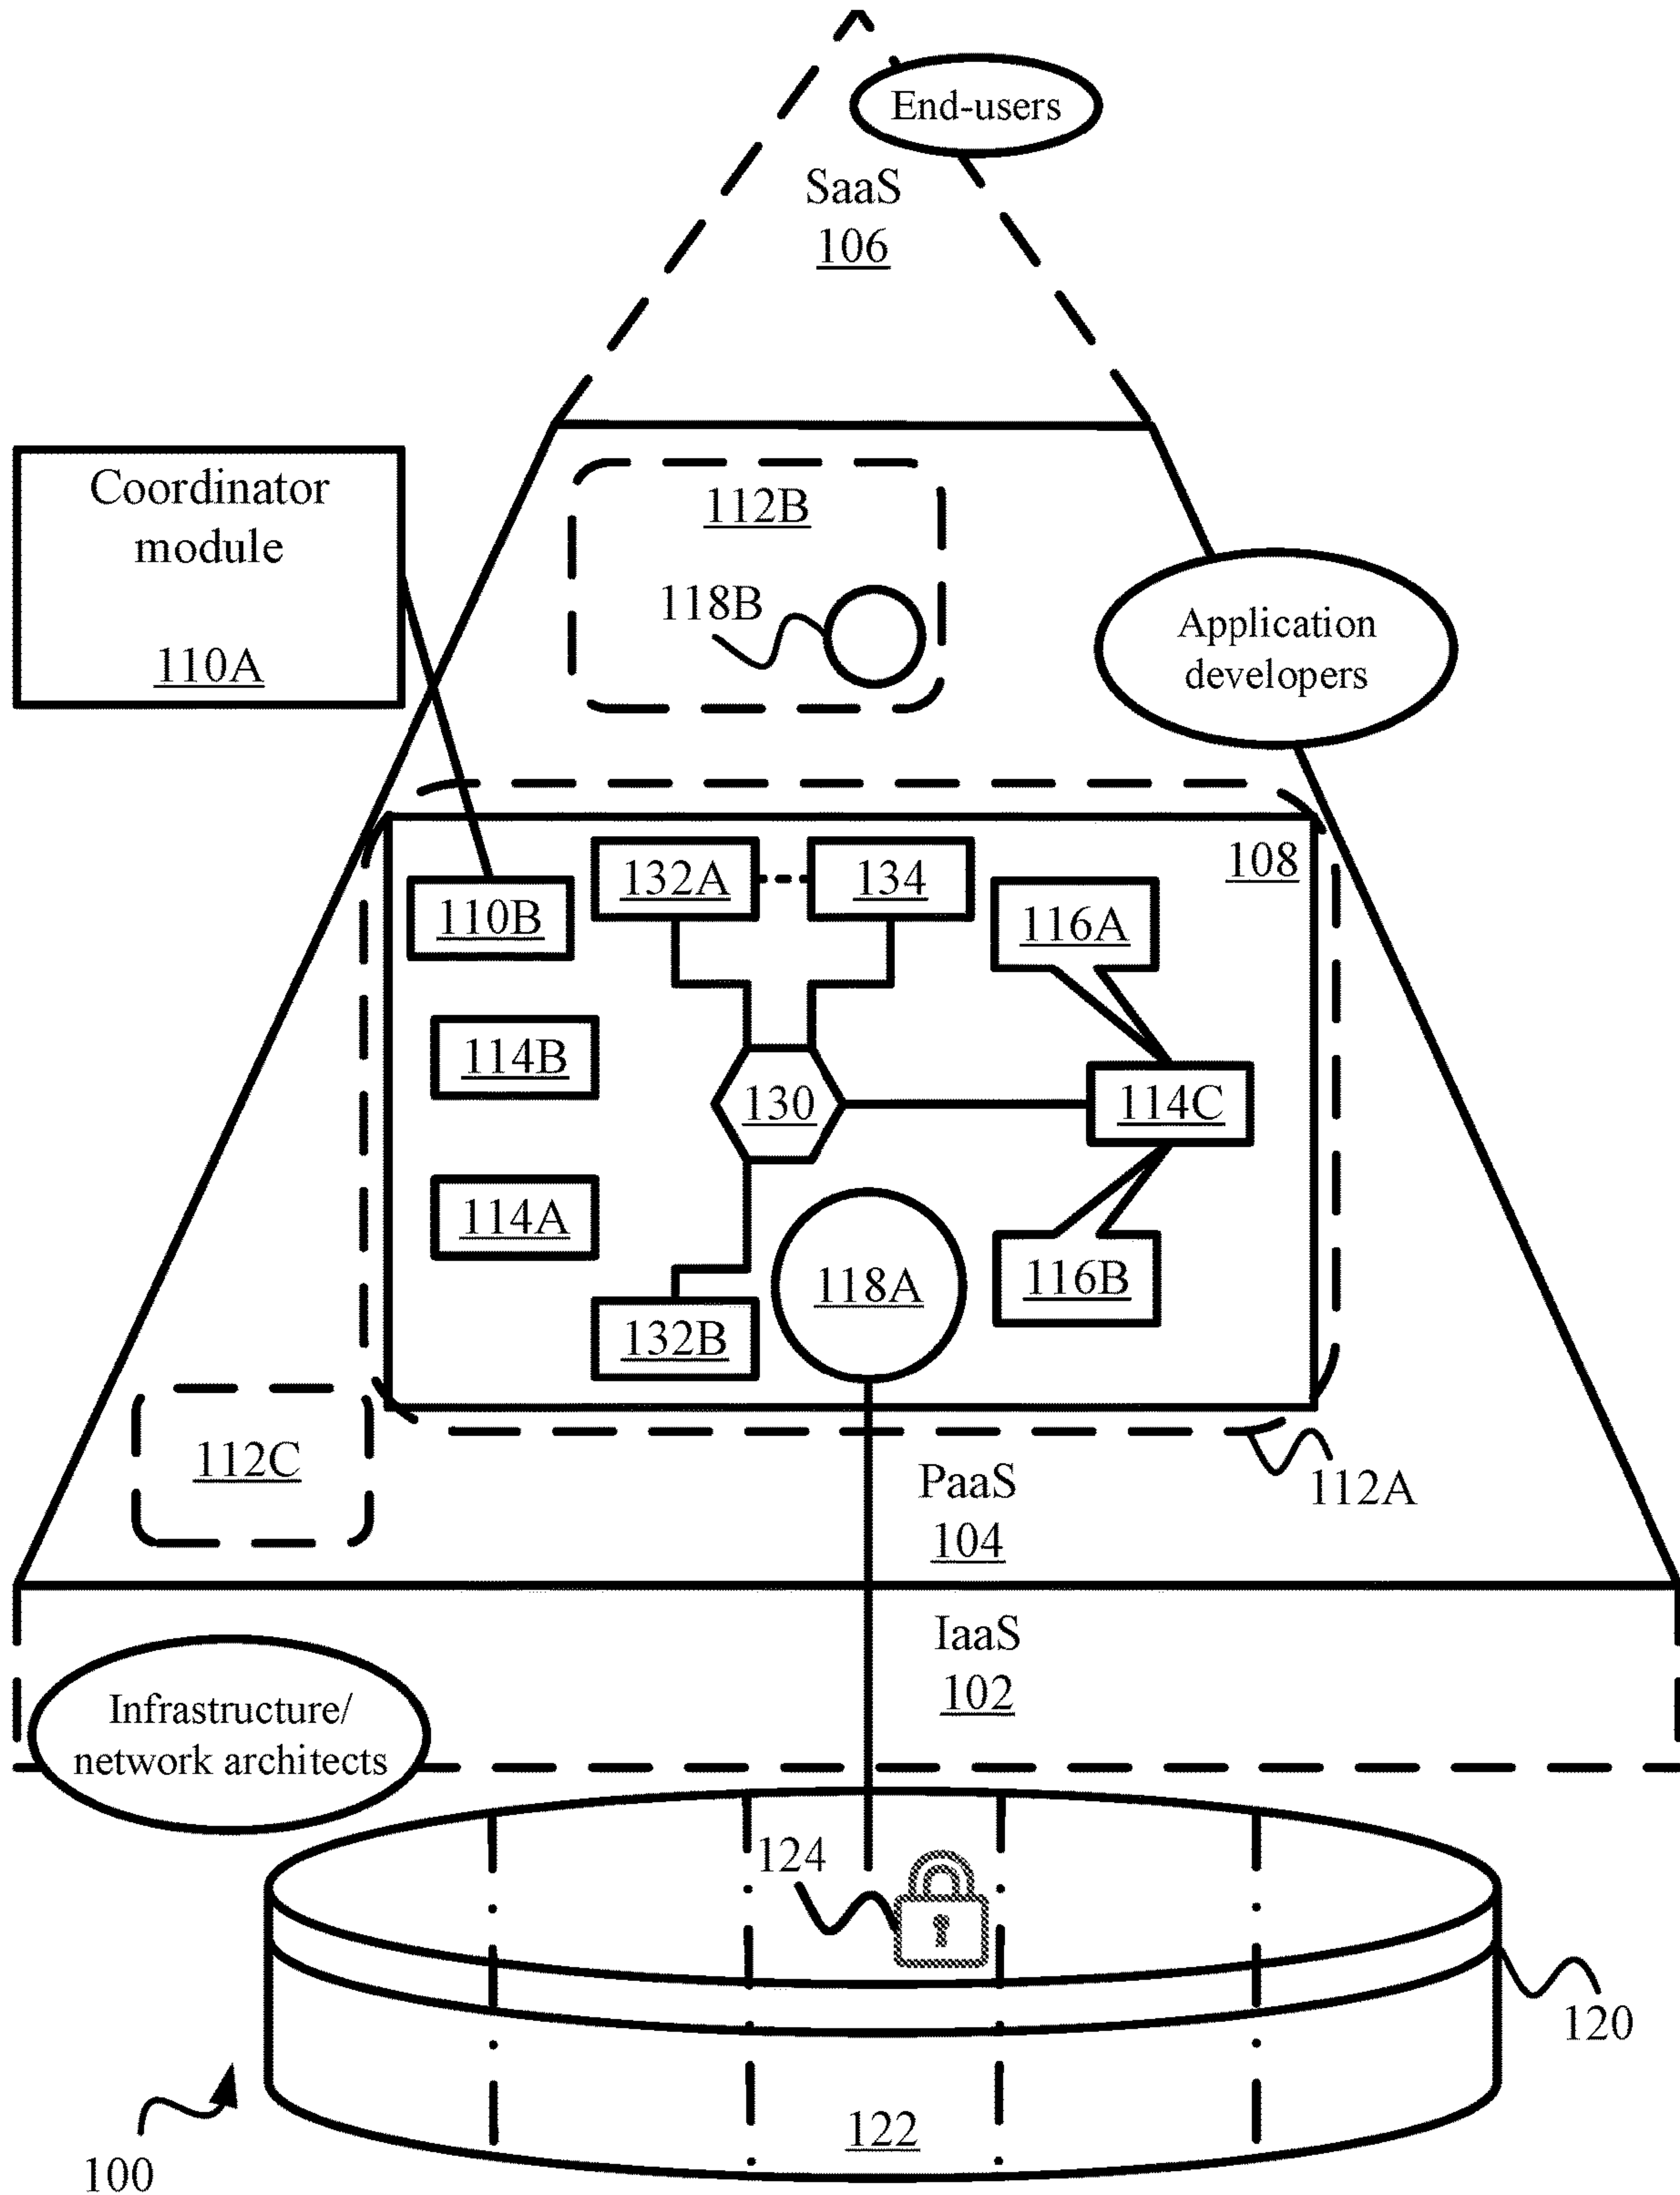 End-users
SaaS
106
Coordinator
module
110A
112B
118B
Application
developers
108
132A
134
110B
116A
114B
130
114C
114A
118A
116B
132B
112C
PaaS
104
112A
IaaS
102
Infrastructure/
network architects
124
120
122
100